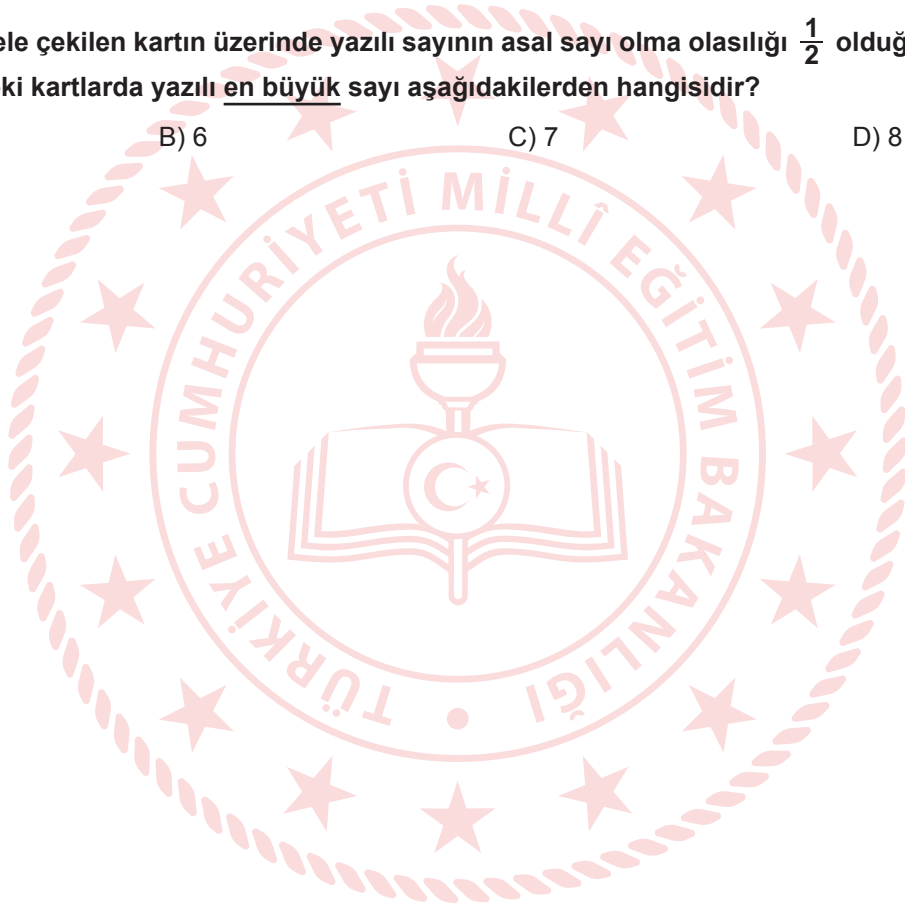 ele çekilen kartın üzerinde yazılı sayının asal sayı olma olasılığı 1/2 olduğ
ki kartlarda yazılı en büyük sayı aşağıdakilerden hangisidir?
B) 6 C) 7 D) 8
TÜRKİYE CUMHURİYETİ MİLLÎ EĞİTİM BAKANLIĞI